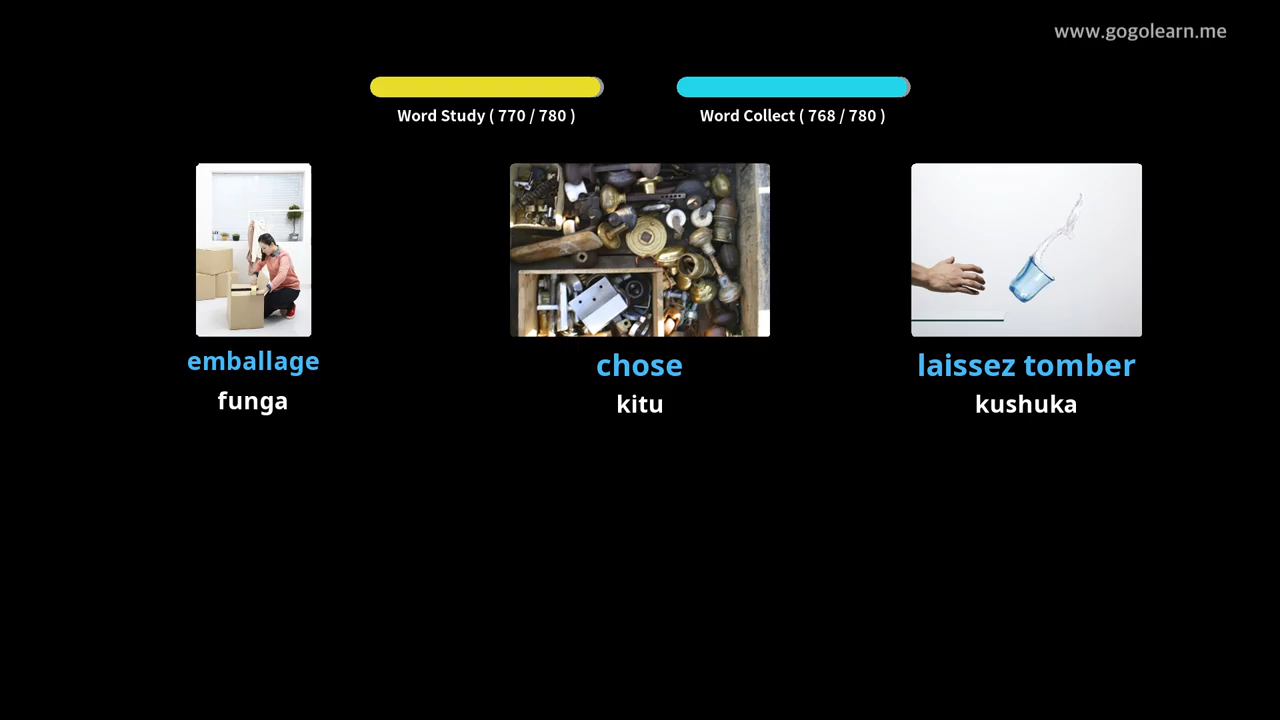 www.gogolearn.me
Word Study ( 770 / 780 )
Word Collect ( 768 / 780 )
emballage
funga
chose
kitu
laissez tomber
kushuka